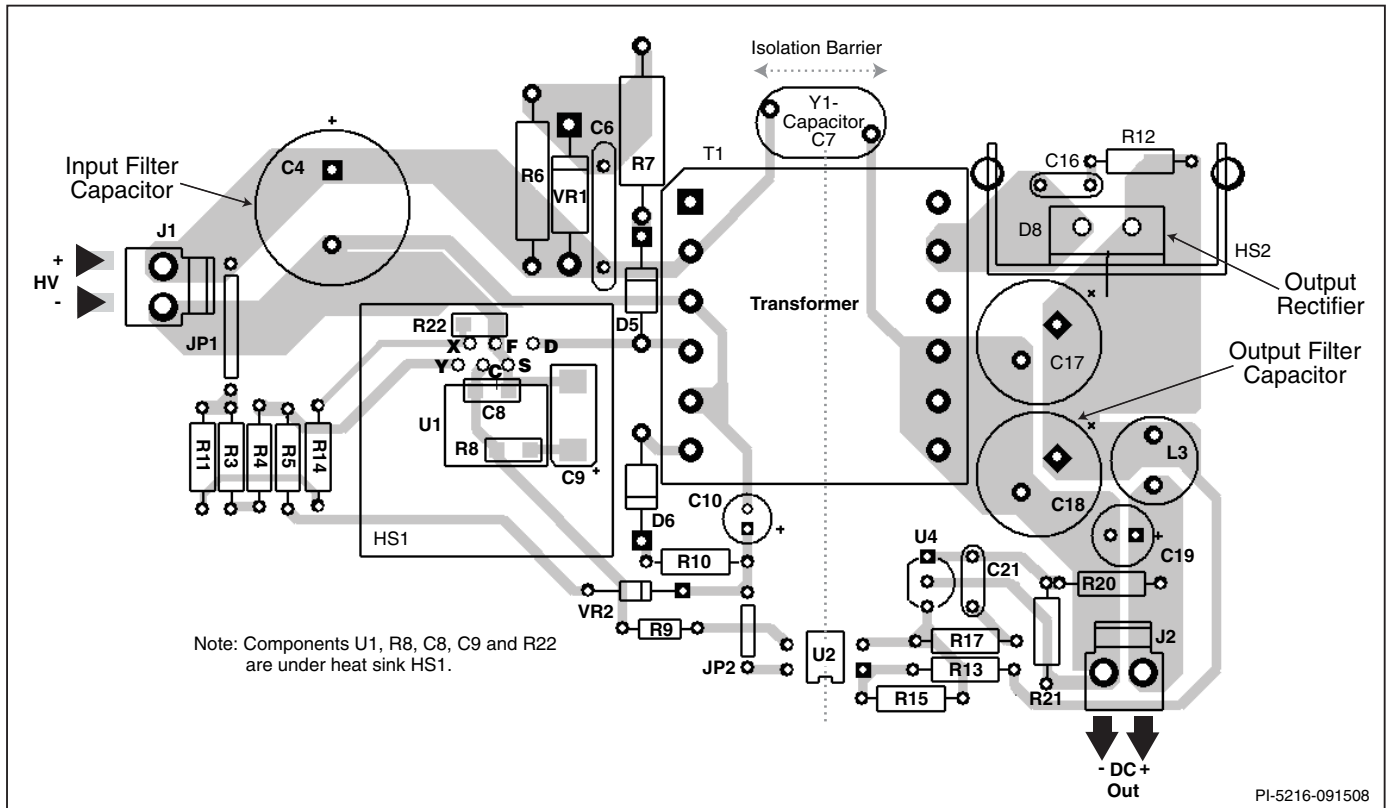 Isolation Barrier
+
Y1-
Capacitor
C7
Input Filter
Capacitor
C4
C6
R6
VR1
R7
T1
C16
R12
J1
+
HV
-
D8
HS2
Output
Rectifier
JP1
R22
X
F
D
Y
C
S
D5
Transformer
x
C17
Output Filter
Capacitor
C8
U1
R8
C9
+
x
C18
L3
R11
R3
R4
R5
R14
HS1
D6
C10
+
R10
U4
C21
C19
+
R20
VR2
R9
JP2
U2
R17
R13
R15
R21
J2
Note: Components U1, R8, C8, C9 and R22
are under heat sink HS1.
- DC +
Out
PI-5216-091508